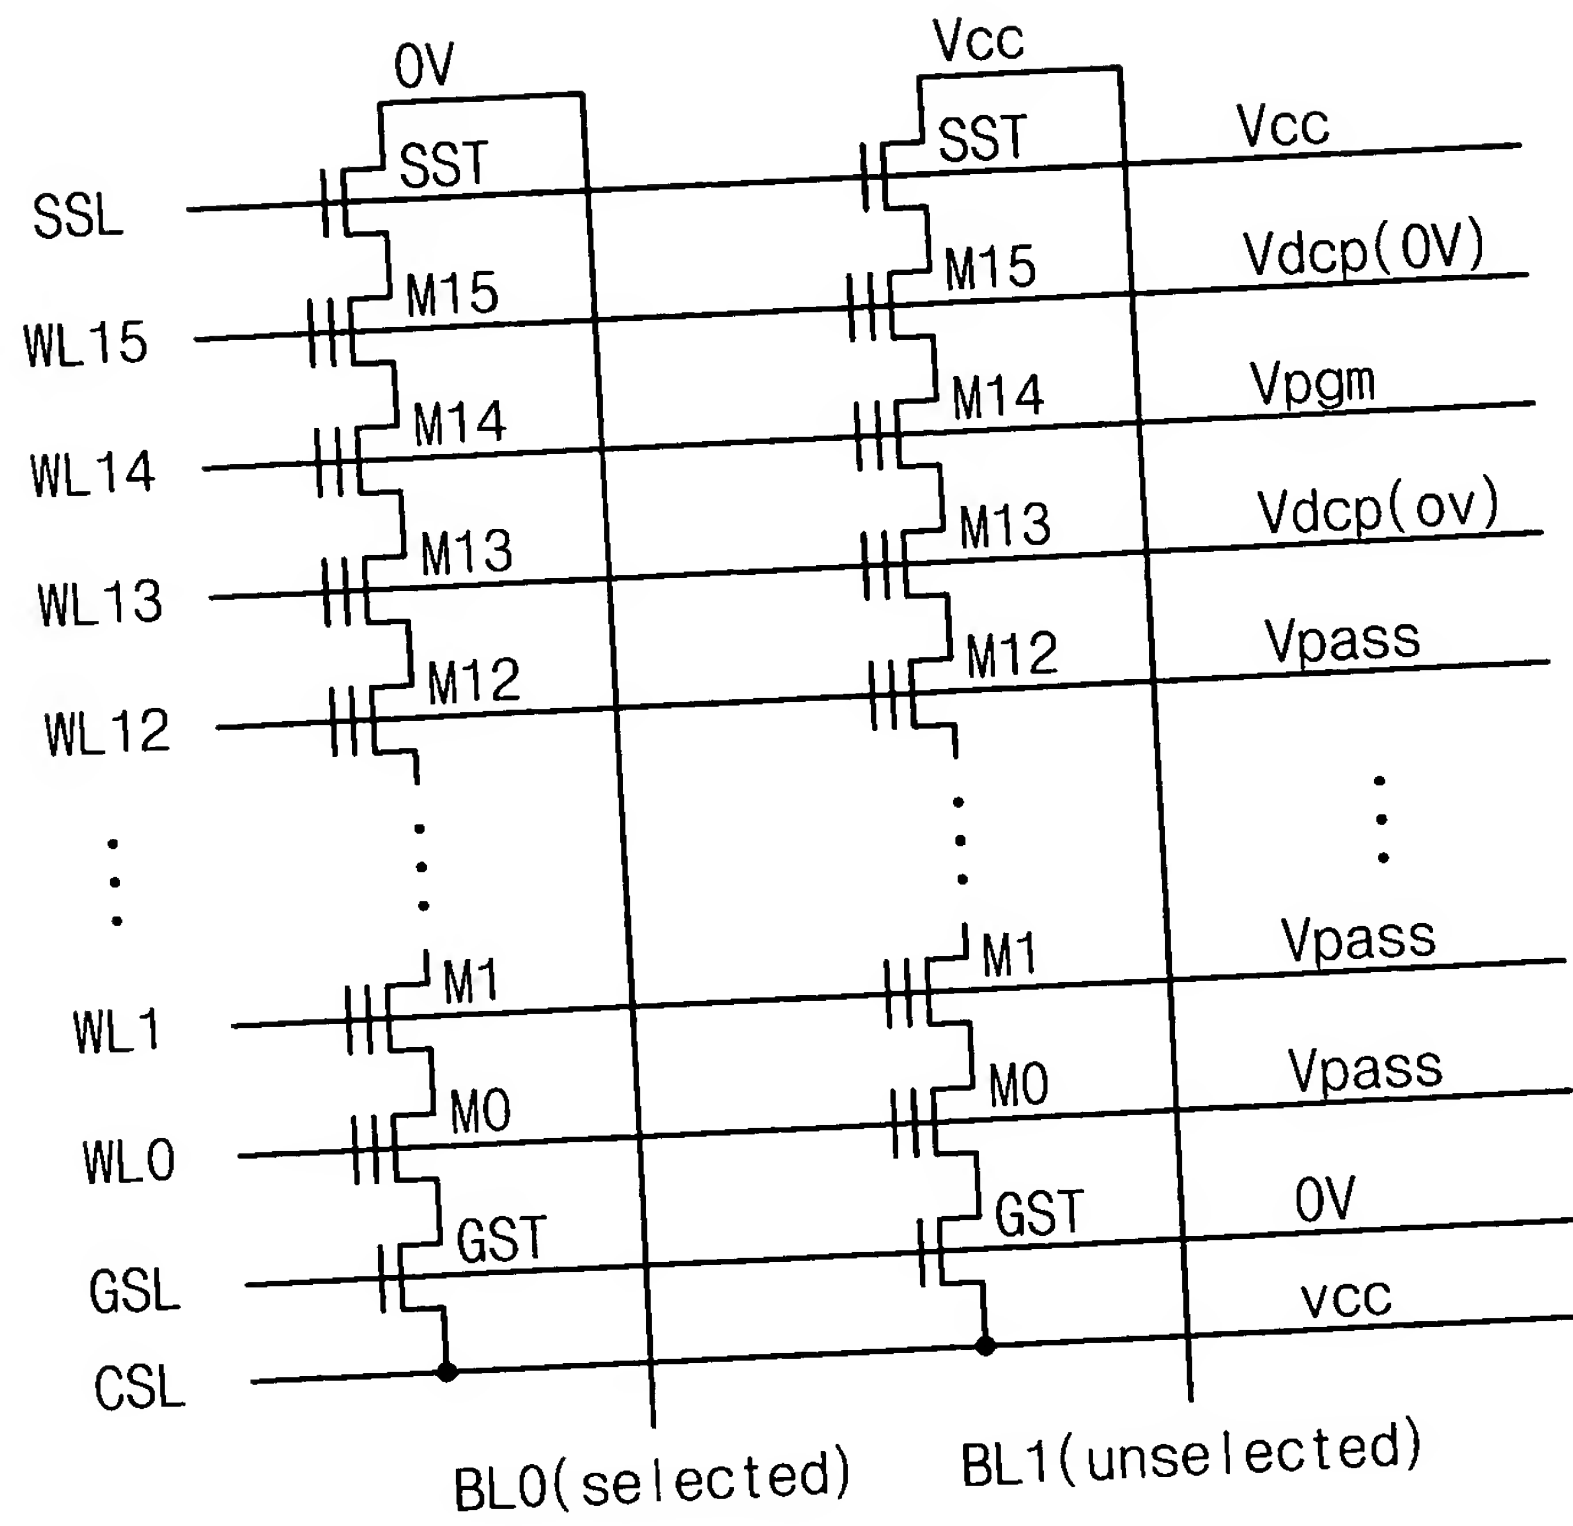 0V Vcc
SSL SST SST Vcc
WL15 M15 M15 Vdcp(0V)
WL14 M14 M14 Vpgm
WL13 M13 M13 Vdcp(ov)
WL12 M12 M12 Vpass
WL1 M1 M1 Vpass
WL0 M0 M0 Vpass
GSL GST GST 0V
CSL vcc
BL0(selected) BL1(unselected)